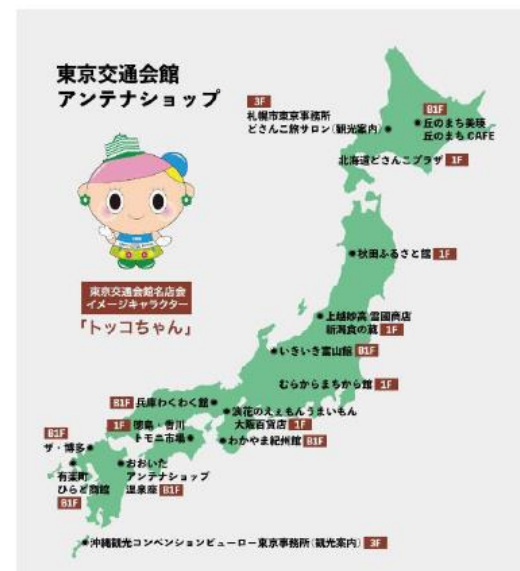 東京交通会館
アンテナショップ
3F
札幌市東京事務所
どさんこ旅サロン(観光案内)
B1F
丘のまち美瑛
丘のまちCAFE
北海道どさんこプラザ 1F
秋田ふるさと館 1F
東京交通会館名店会
イメージキャラクター
「トッコちゃん」
上越妙高 雪國商店
新潟食の蔵 1F
いきいき富山館 B1F
むらからまちから館 1F
B1F 兵庫わくわく館
浪花のええもんうまいもん
大阪百貨店 1F
1F 徳島・香川
トモニ市場
わかやま紀州館 B1F
B1F
ザ・博多
有楽町
ひらど商館
B1F
おおいた
アンテナショップ
温泉座 B1F
沖縄観光コンベンションビューロー東京事務所(観光案内) 3F